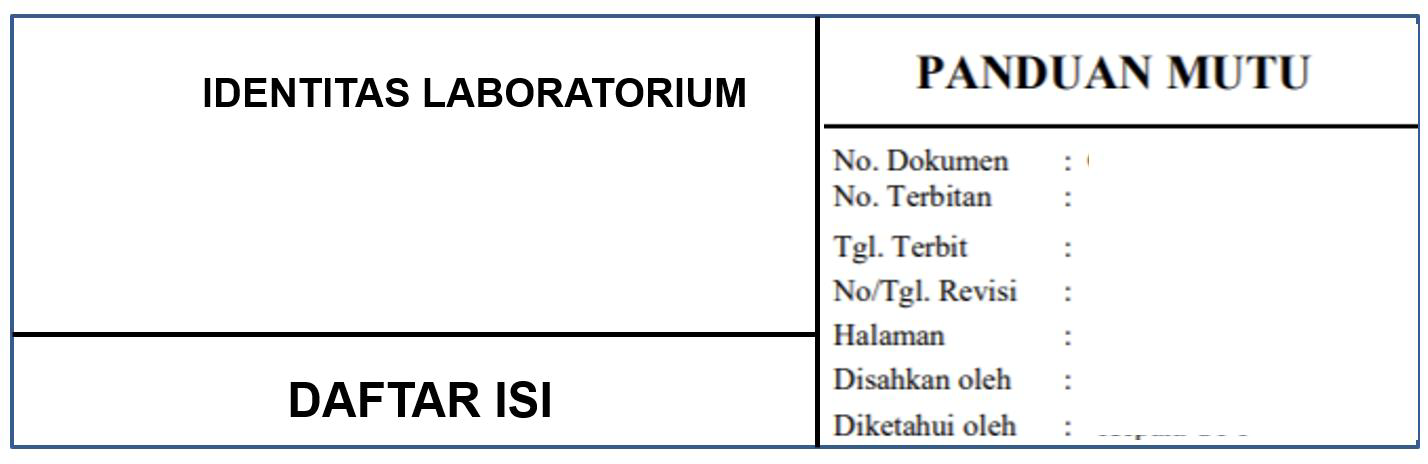 IDENTITAS LABORATORIUM
DAFTAR ISI
PANDUAN MUTU
No. Dokumen :
No. Terbitan :
Tgl. Terbit :
No/Tgl. Revisi :
Halaman :
Disahkan oleh :
Diketahui oleh :